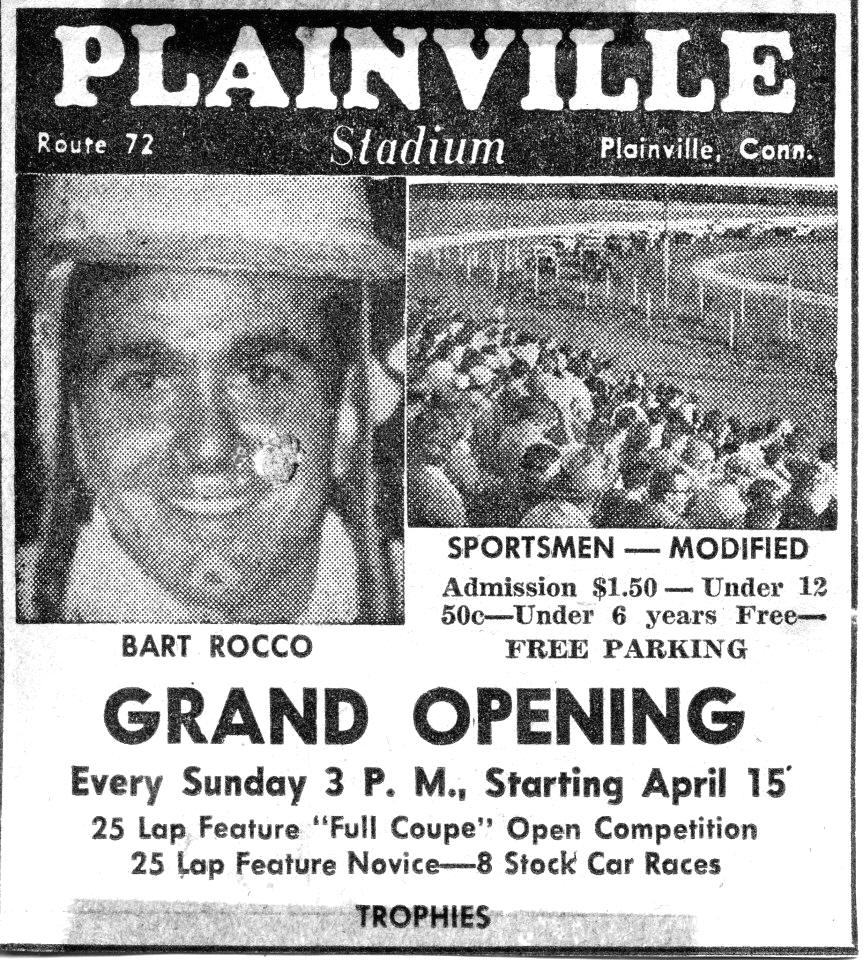 PLAINVILLE
Route 72 Stadium Plainville, Conn.
BART ROCCO
SPORTSMEN — MODIFIED
Admission $1.50 — Under 12
50c—Under 6 years Free—
FREE PARKING
GRAND OPENING
Every Sunday 3 P. M., Starting April 15
25 Lap Feature "Full Coupe" Open Competition
25 Lap Feature Novice—8 Stock Car Races
TROPHIES